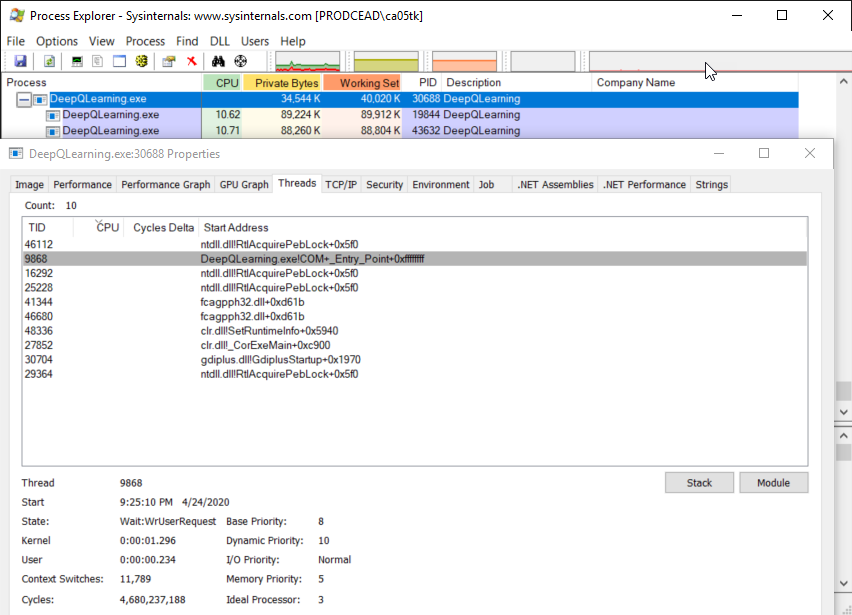 Process Explorer - Sysinternals: www.sysinternals.com [PRODCEAD\ca05tk]
File Options View Process Find DLL Users Help
Process CPU Private Bytes Working Set PID Description Company Name
DeepQLearning.exe 34,544 K 40,020 K 30688 DeepQLearning
DeepQLearning.exe 10.62 89,224 K 89,912 K 19844 DeepQLearning
DeepQLearning.exe 10.71 88,260 K 88,804 K 43632 DeepQLearning
DeepQLearning.exe:30688 Properties
Image Performance Performance Graph GPU Graph Threads TCP/IP Security Environment Job .NET Assemblies .NET Performance Strings
Count: 10
TID CPU Cycles Delta Start Address
46112 ntdll.dll!RtlAcquirePebLock+0x5f0
9868 DeepQLearning.exe!COM+_Entry_Point+0xffffffff
16292 ntdll.dll!RtlAcquirePebLock+0x5f0
25228 ntdll.dll!RtlAcquirePebLock+0x5f0
41344 fcagpph32.dll+0xd61b
46680 fcagpph32.dll+0xd61b
48336 clr.dll!SetRuntimeInfo+0x5940
27852 clr.dll!_CorExeMain+0xc900
30704 gdiplus.dll!GdiplusStartup+0x1970
29364 ntdll.dll!RtlAcquirePebLock+0x5f0
Thread 9868 Stack Module
Start 9:25:10 PM 4/24/2020
State: Wait:WrUserRequest Base Priority: 8
Kernel 0:00:01.296 Dynamic Priority: 10
User 0:00:00.234 I/O Priority: Normal
Context Switches: 11,789 Memory Priority: 5
Cycles: 4,680,237,188 Ideal Processor: 3